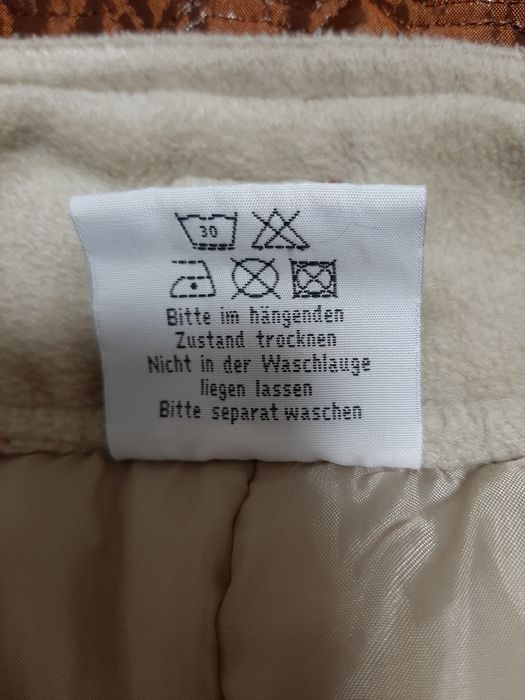 30
Bitte im hängenden
Zustand trocknen
Nicht in der Waschlauge
liegen lassen
Bitte separat waschen